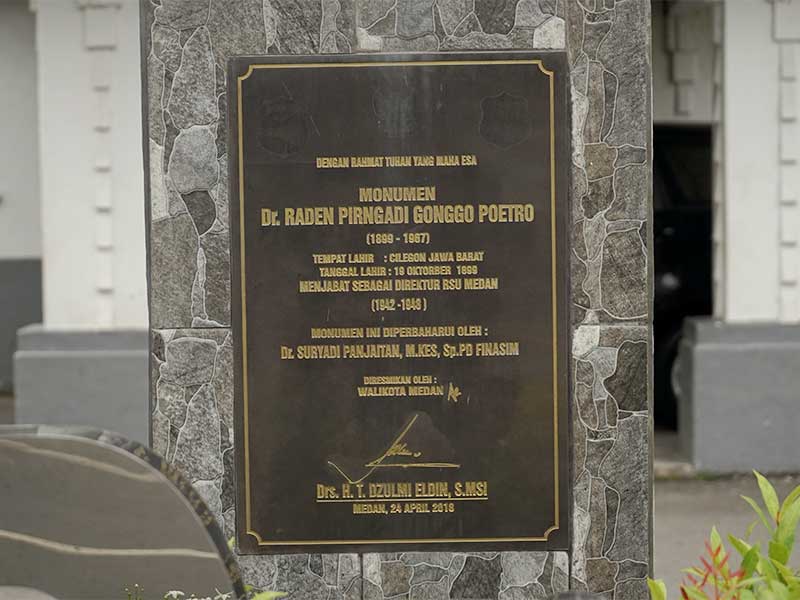 DENGAN RAHMAT TUHAN YANG MAHA ESA
MONUMEN
Dr. RADEN PIRNGADI GONGGO POETRO
(1899 - 1967)
TEMPAT LAHIR : CILEGON JAWA BARAT
TANGGAL LAHIR : 19 OKTORBER 1899
MENJABAT SEBAGAI DIREKTUR RSU MEDAN
(1942 -1943 )
MONUMEN INI DIPERBAHARUI OLEH :
Dr. SURYADI PANJAITAN, M.KES, Sp.PD FINASIM
DIRESMIKAN OLEH :
WALIKOTA MEDAN
Drs. H. T. DZULMI ELDIN, S.MSI
MEDAN, 24 APRIL 2018